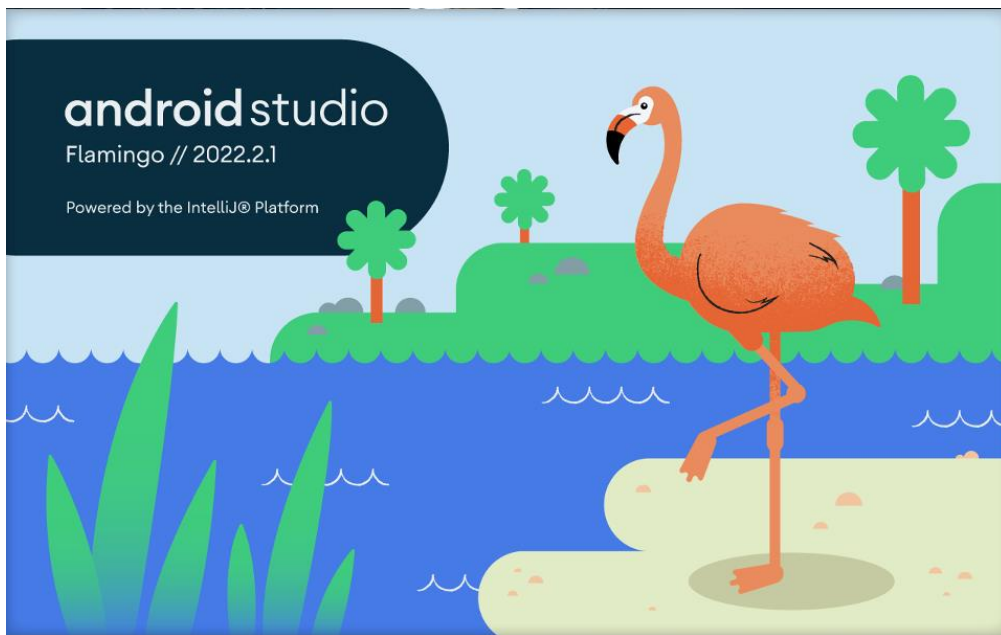 android studio
Flamingo // 2022.2.1
Powered by the IntelliJ® Platform